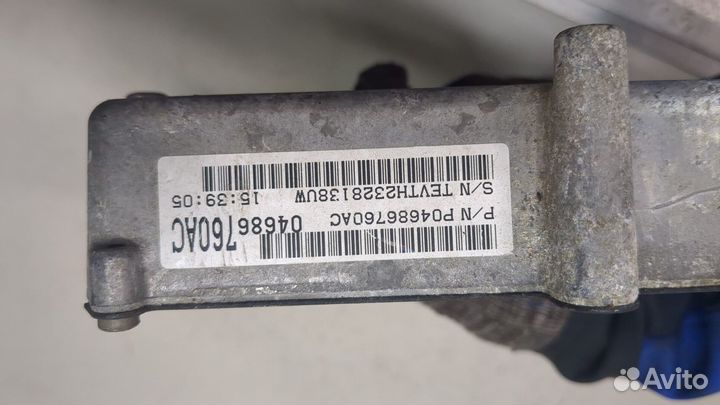 P/N P04686760AC
04686760AC
S/N TEVTH2328138UW
15:39:05
Avito